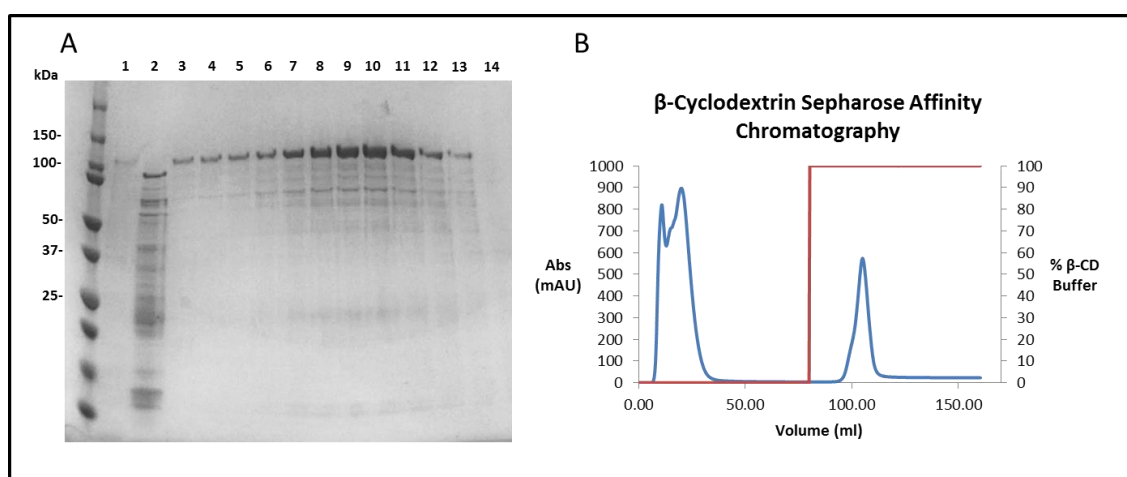 A
B
1 2 3 4 5 6 7 8 9 10 11 12 13 14
kDa
150-
100-
50-
37-
25-
β-Cyclodextrin Sepharose Affinity
Chromatography
1000
900
800
700
600
500
400
300
200
100
0
Abs
(mAU)
100
90
80
70
60
50
40
30
20
10
0
% β-CD
Buffer
0.00 50.00 100.00 150.00
Volume (ml)